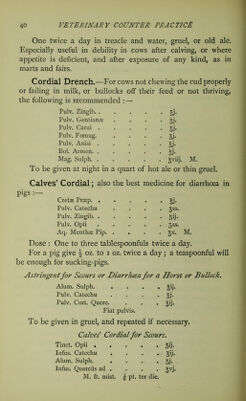 40 VETERINARY COUNTER PRACTICE
One twice a day in treacle and water, gruel, or old ale.
Especially useful in debility in cows after calving, or where
appetite is deficient, and after exposure of any kind, as in
marts and fairs.
Cordial Drench.—For cows not chewing the cud properly
or failing in milk, or bullocks off their feed or not thriving,
the following is recommended :—
Pulv. Zingib. . . . . . ʒj.
Pulv. Gentianæ . . . . ʒj.
Pulv. Carui . . . . . ʒj.
Pulv. Fœnug. . . . . ʒj.
Pulv. Anisi . . . . . ʒj.
Bol. Armen. . . . . . ʒj.
Mag. Sulph. . . . . . ℥viij. M.
To be given at night in a quart of hot ale or thin gruel.
Calves' Cordial ; also the best medicine for diarrhœa in
pigs :—
Cretæ Præp. . . . . . ℥j.
Pulv. Catechu . . . . ℥ss.
Pulv. Zingib. . . . . . ʒij.
Pulv. Opii . . . . . ʒss.
Aq. Menthæ Pip. . . . . ℥x. M.
Dose : One to three tablespoonfuls twice a day.
For a pig give ½ oz. to 1 oz. twice a day ; a teaspoonful will
be enough for sucking-pigs.
Astringent for Scours or Diarrhœa for a Horse or Bullock.
Alum. Sulph. . . . . ʒij.
Pulv. Catechu . . . . ʒj.
Pulv. Cort. Querc. . . . ʒij.
Fiat pulvis.
To be given in gruel, and repeated if necessary.
Calves' Cordial for Scours.
Tinct. Opii . . . . . ℥ij.
Infus. Catechu . . . . ℥ij.
Alum. Sulph. . . . . ℥j.
Infus. Quercûs ad . . . . ℥vj.
M. ft. mist. ¼ pt. ter die.